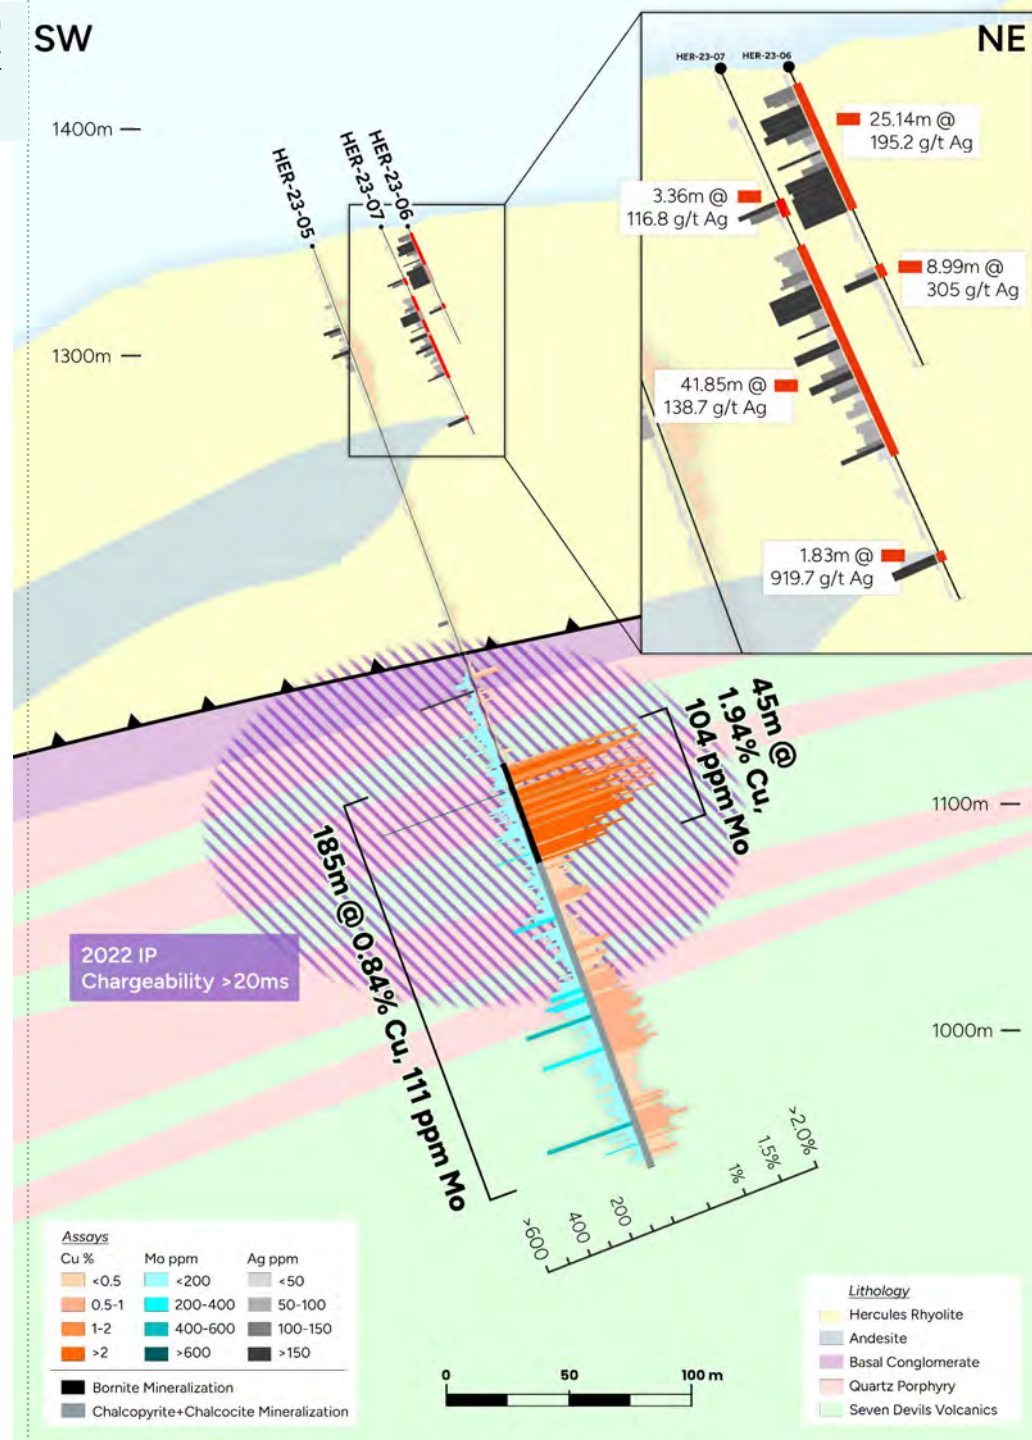 SW
NE
1400m
1300m
1100m
1000m
HER-23-05
HER-23-07
HER-23-06
HER-23-07
HER-23-06
25.14m @
195.2 g/t Ag
3.36m @
116.8 g/t Ag
8.99m @
305 g/t Ag
41.85m @
138.7 g/t Ag
1.83m @
919.7 g/t Ag
45m @
1.94% Cu,
104 ppm Mo
185m @ 0.84% Cu, 111 ppm Mo
2022 IP
Chargeability >20ms
>600
400
200
1%
1.5%
>2.0%
Assays
Cu % Mo ppm Ag ppm
<0.5 <200 <50
0.5-1 200-400 50-100
1-2 400-600 100-150
>2 >600 >150
Bornite Mineralization
Chalcopyrite+Chalcocite Mineralization
0 50 100 m
Lithology
Hercules Rhyolite
Andesite
Basal Conglomerate
Quartz Porphyry
Seven Devils Volcanics